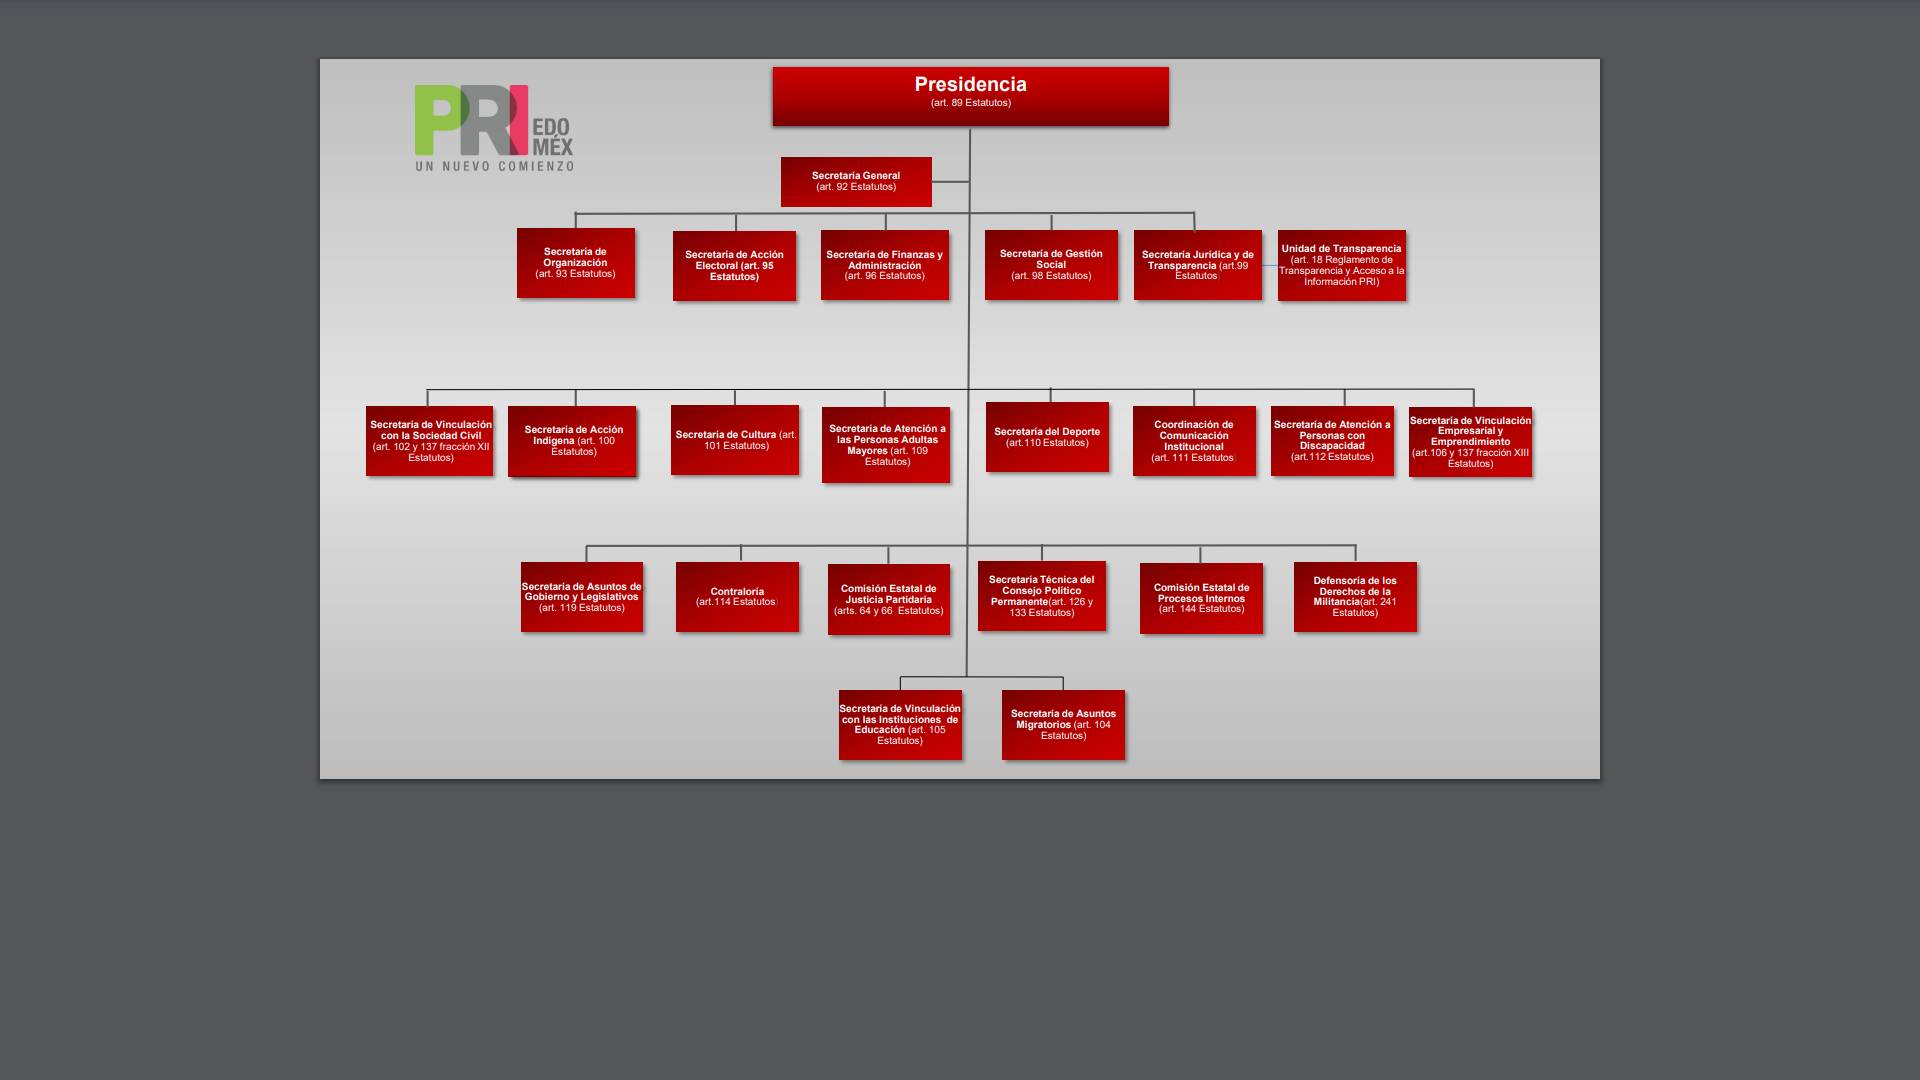 Presidencia
(art. 89 Estatutos)
PRI
EDO
MÉX
UN NUEVO COMIENZO
Secretaría General
(art. 92 Estatutos)
Secretaría de
Organización
(art. 93 Estatutos)
Secretaría de Acción
Electoral (art. 95
Estatutos)
Secretaría de Finanzas y
Administración
(art. 96 Estatutos)
Secretaría de Gestión
Social
(art. 98 Estatutos)
Secretaría Jurídica y de
Transparencia (art.99
Estatutos)
Unidad de Transparencia
(art. 18 Reglamento de
Transparencia y Acceso a la
Información PRI)
Secretaría de Vinculación
con la Sociedad Civil
(art. 102 y 137 fracción XII
Estatutos)
Secretaría de Acción
Indígena (art. 100
Estatutos)
Secretaría de Cultura (art.
101 Estatutos)
Secretaría de Atención a
las Personas Adultas
Mayores (art. 109
Estatutos)
Secretaría del Deporte
(art.110 Estatutos)
Coordinación de
Comunicación
Institucional
(art. 111 Estatutos)
Secretaría de Atención a
Personas con
Discapacidad
(art.112 Estatutos)
Secretaría de Vinculación
Empresarial y
Emprendimiento
(art.106 y 137 fracción XIII
Estatutos)
Secretaría de Asuntos de
Gobierno y Legislativos
(art. 119 Estatutos)
Contraloría
(art.114 Estatutos)
Comisión Estatal de
Justicia Partidaria
(arts. 64 y 66 Estatutos)
Secretaría Técnica del
Consejo Político
Permanente(art. 126 y
133 Estatutos)
Comisión Estatal de
Procesos Internos
(art. 144 Estatutos)
Defensoría de los
Derechos de la
Militancia(art. 241
Estatutos)
Secretaría de Vinculación
con las Instituciones de
Educación (art. 105
Estatutos)
Secretaría de Asuntos
Migratorios (art. 104
Estatutos)